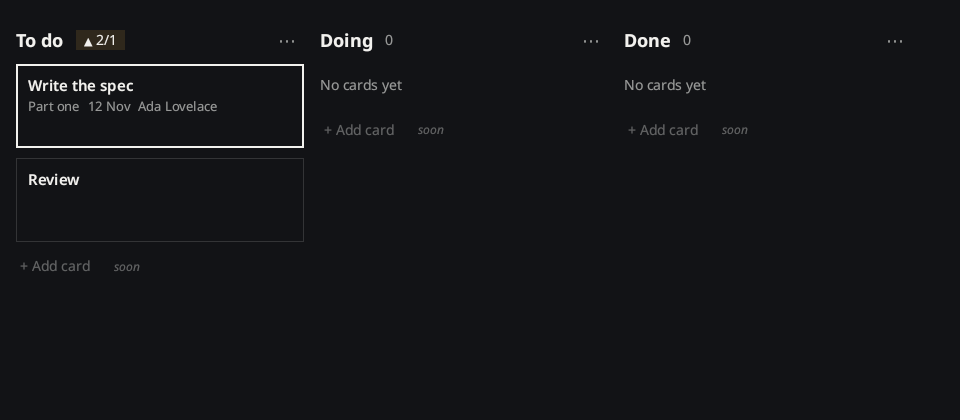 To do ▲ 2/1 ⋯
Write the spec
Part one 12 Nov Ada Lovelace
Review
+ Add card soon
Doing 0 ⋯
No cards yet
+ Add card soon
Done 0 ⋯
No cards yet
+ Add card soon